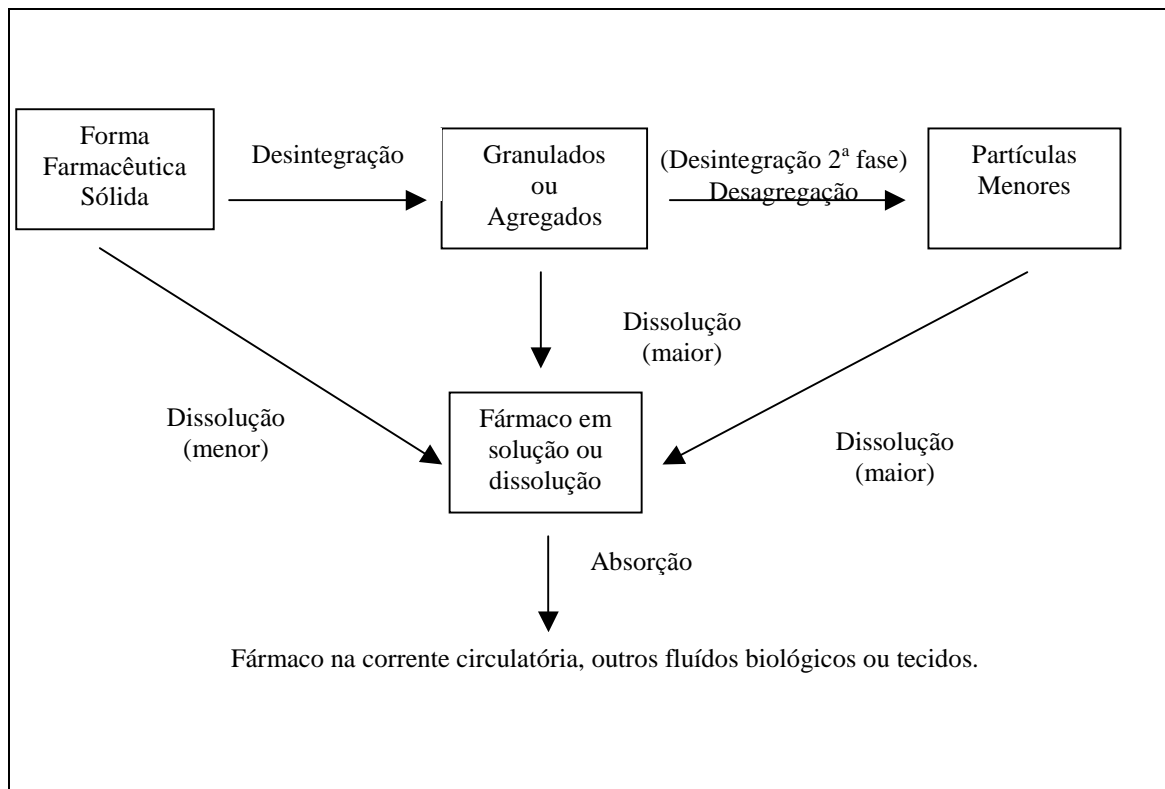 Forma
Farmacêutica
Sólida
Desintegração
Granulados
ou
Agregados
(Desintegração 2ª fase)
Desagregação
Partículas
Menores
Dissolução
(maior)
Dissolução
(menor)
Fármaco em
solução ou
dissolução
Dissolução
(maior)
Absorção
Fármaco na corrente circulatória, outros fluídos biológicos ou tecidos.